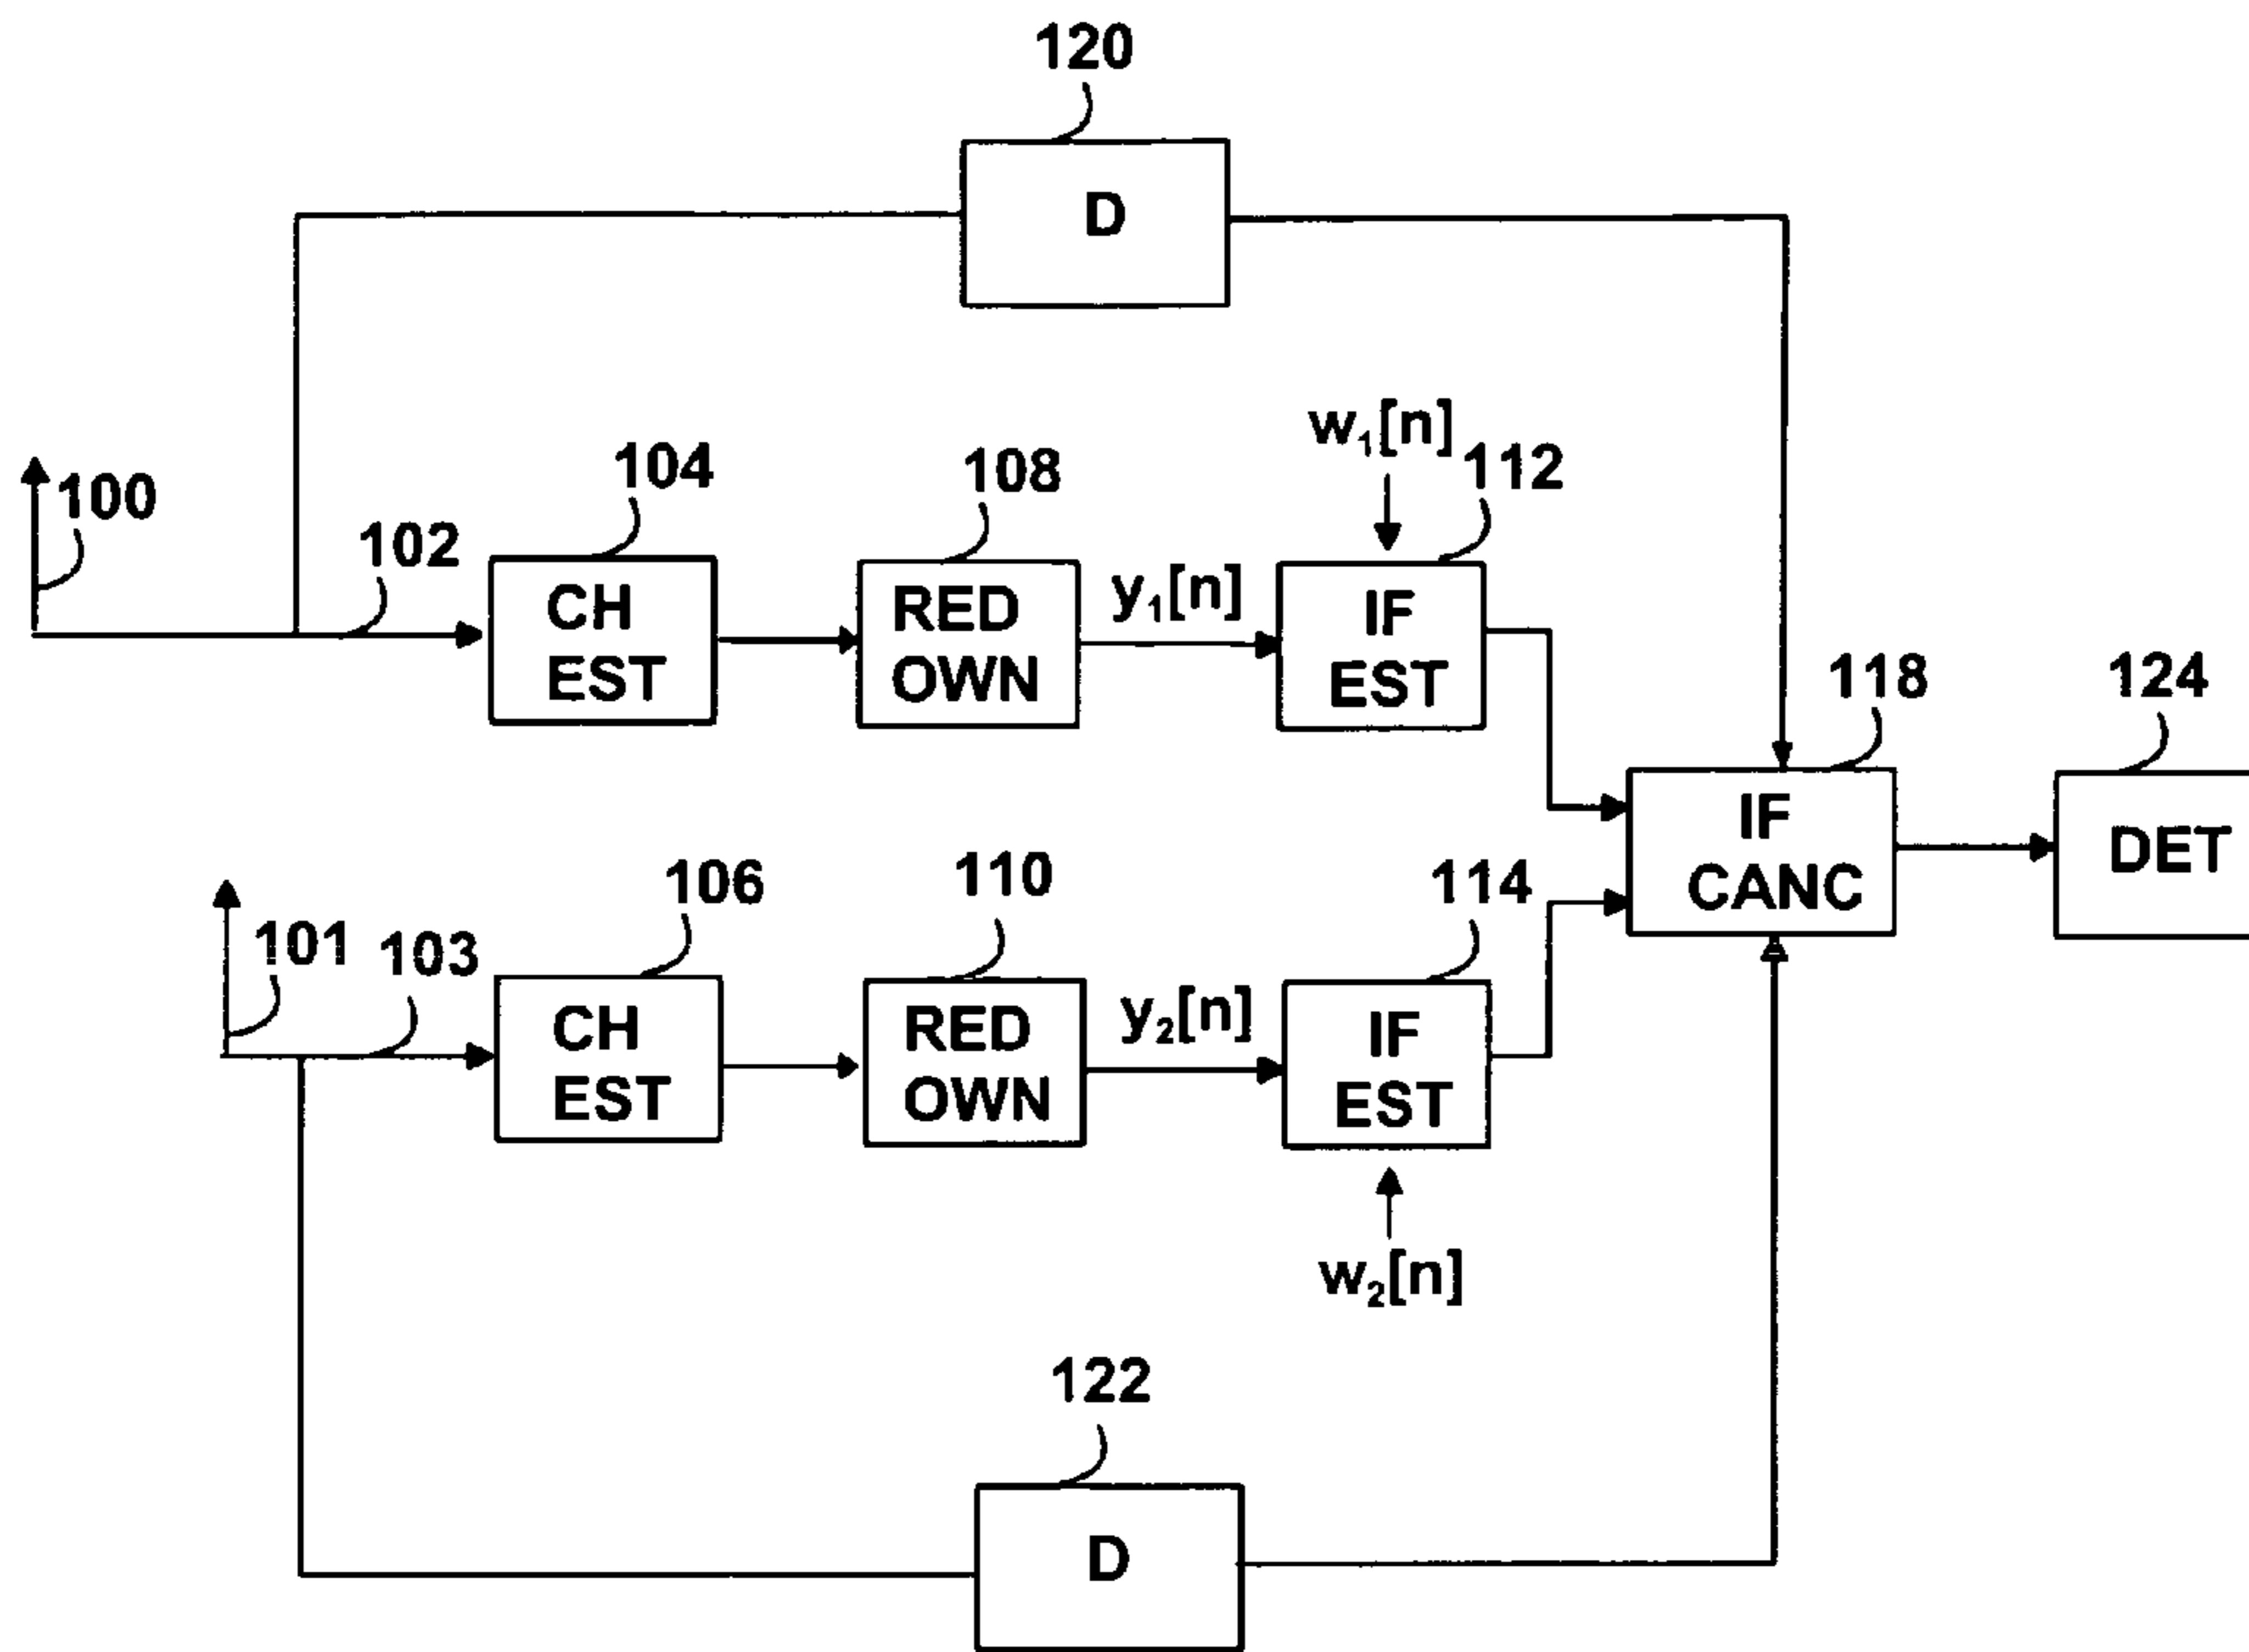 120
D
w₁[n]
104
108
112
100
102
CH
EST
RED
OWN
y₁[n]
IF
EST
118
124
IF
CANC
DET
106
110
114
101
103
CH
EST
RED
OWN
y₂[n]
IF
EST
w₂[n]
122
D